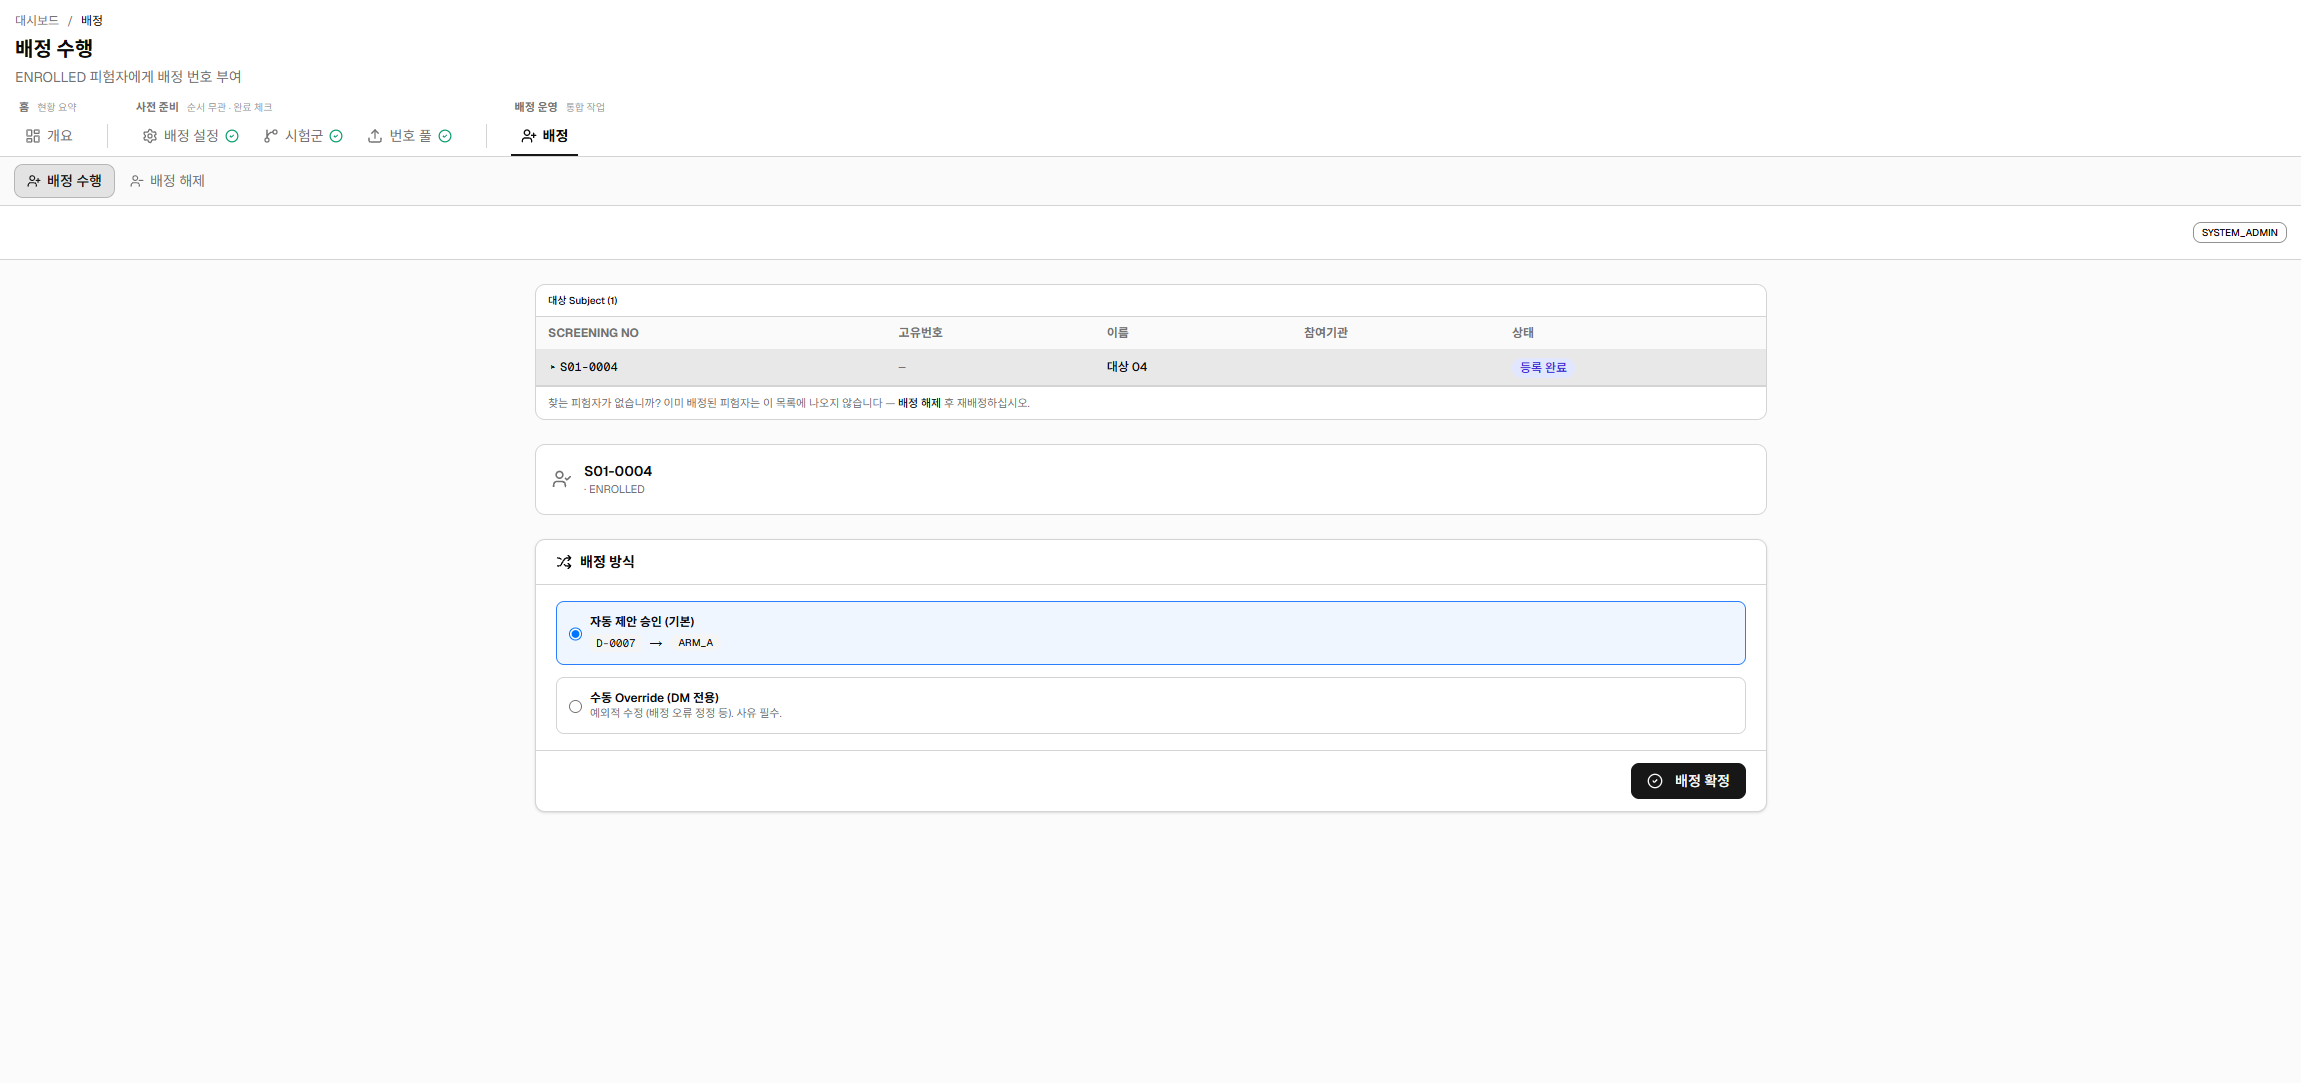 대시보드 / 배정
배정 수행
ENROLLED 피험자에게 배정 번호 부여
홈 현황 요약 사전 준비 순서 무관 · 완료 체크 배정 운영 통합 작업
개요 배정 설정 시험군 번호 풀 배정
배정 수행 배정 해제
SYSTEM_ADMIN
대상 Subject (1)
SCREENING NO 고유번호 이름 참여기관 상태
▸ S01-0004 — 대상 04 등록 완료
찾는 피험자가 없습니까? 이미 배정된 피험자는 이 목록에 나오지 않습니다 — 배정 해제 후 재배정하십시오.
S01-0004
· ENROLLED
배정 방식
자동 제안 승인 (기본)
D-0007 → ARM_A
수동 Override (DM 전용)
예외적 수정 (배정 오류 정정 등). 사유 필수.
배정 확정